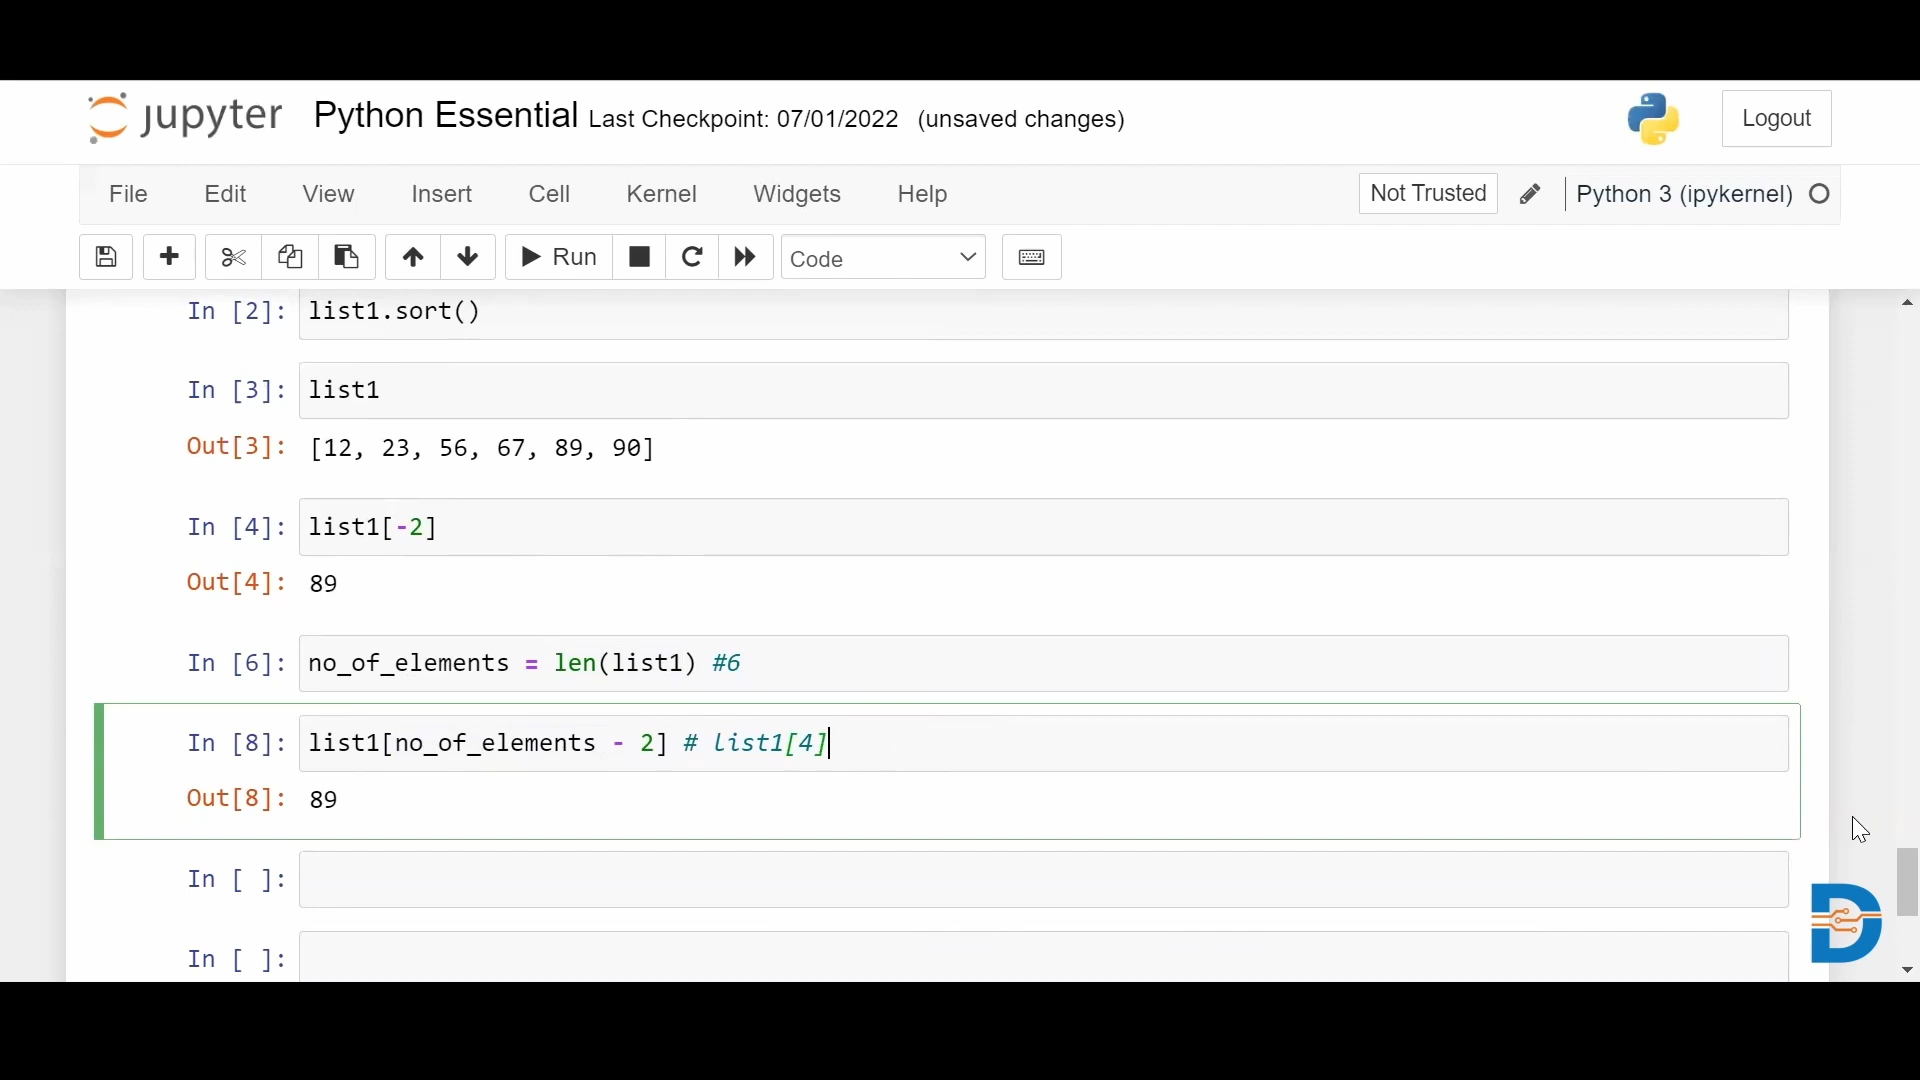 jupyter Python Essential Last Checkpoint: 07/01/2022 (unsaved changes) Logout
File Edit View Insert Cell Kernel Widgets Help Not Trusted Python 3 (ipykernel)
Run Code
In [2]: list1.sort()
In [3]: list1
Out[3]: [12, 23, 56, 67, 89, 90]
In [4]: list1[-2]
Out[4]: 89
In [6]: no_of_elements = len(list1) #6
In [8]: list1[no_of_elements - 2] # list1[4]
Out[8]: 89
In [ ]:
In [ ]: